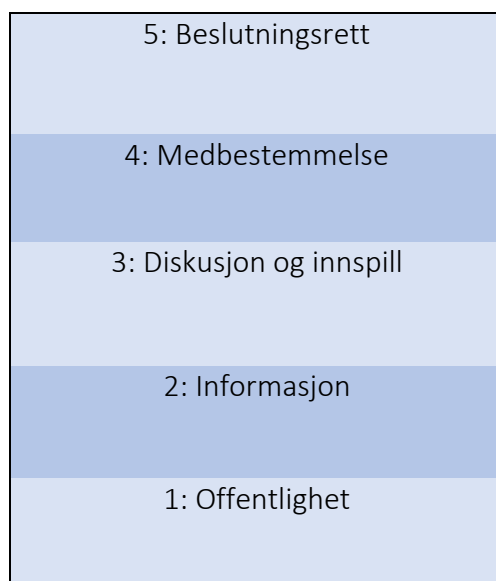 5: Beslutningsrett
4: Medbestemmelse
3: Diskusjon og innspill
2: Informasjon
1: Offentlighet